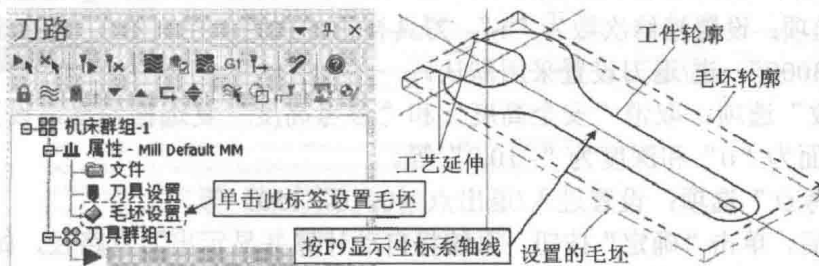 刀路
G1
机床群组-1
属性 - Mill Default MM
文件
刀具设置
毛坯设置
刀具群组-1
单击此标签设置毛坯
按F9显示坐标系轴线
工艺延伸
工件轮廓
毛坯轮廓
设置的毛坯